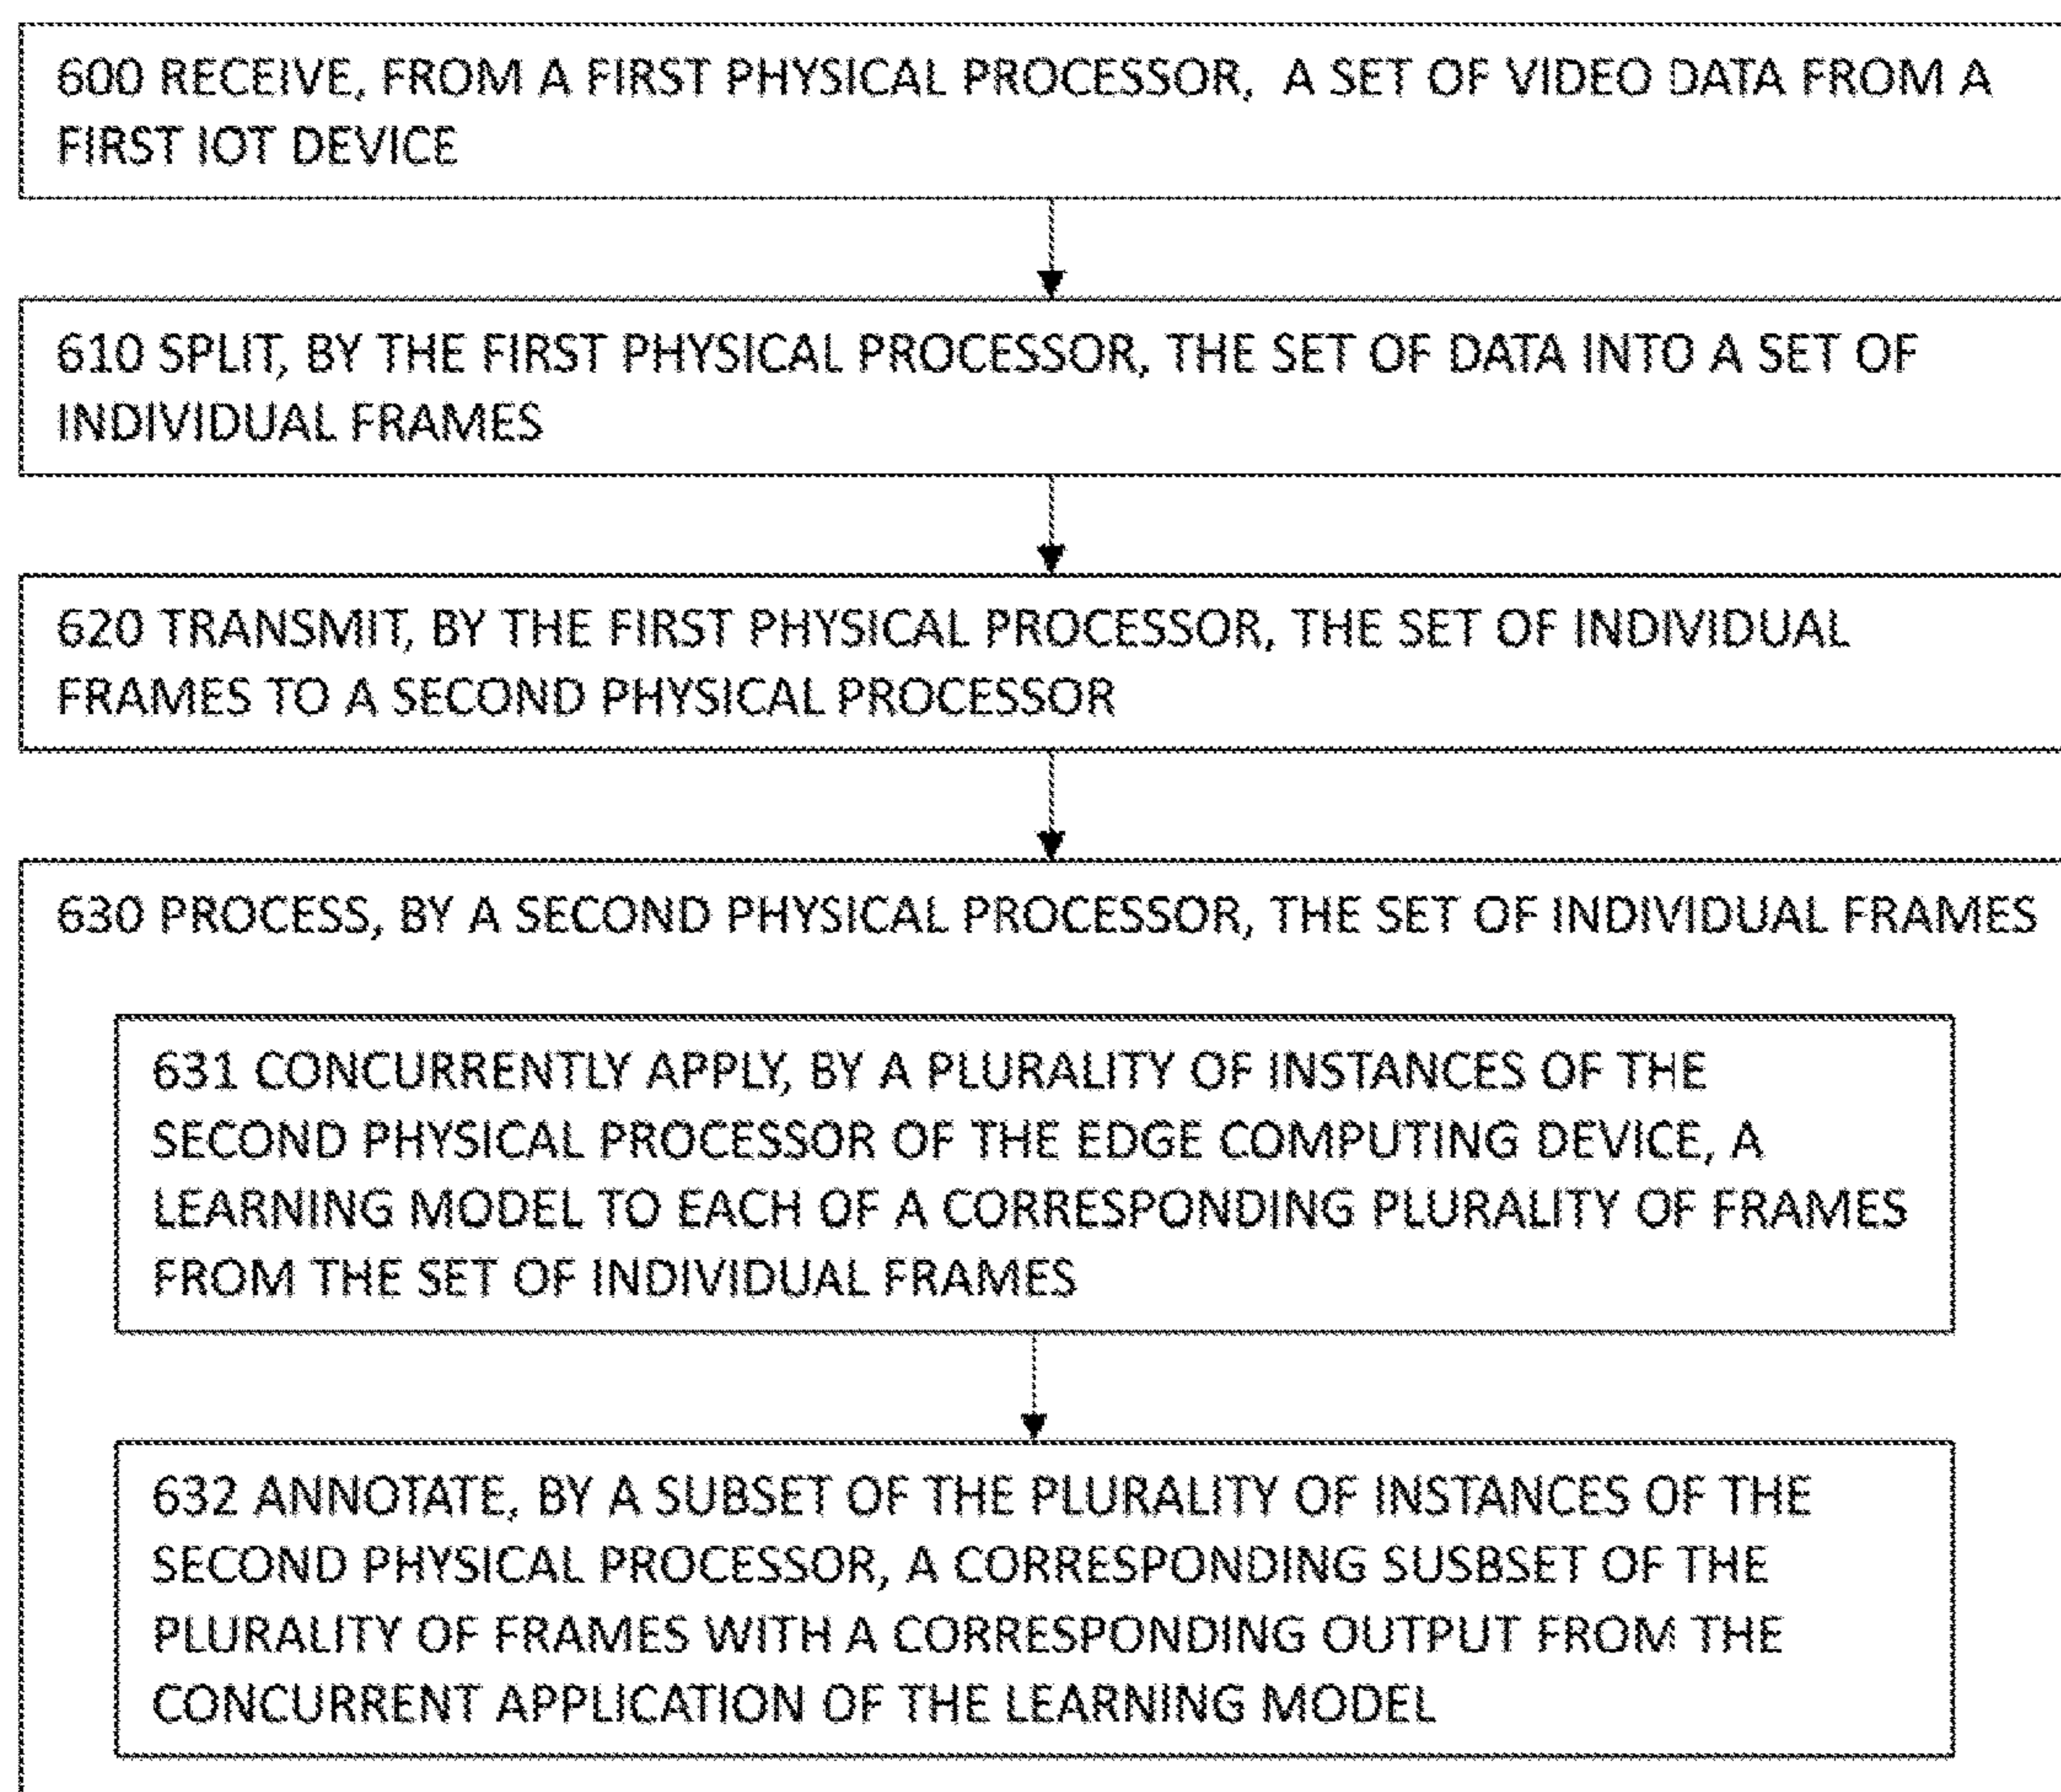 600 RECEIVE, FROM A FIRST PHYSICAL PROCESSOR, A SET OF VIDEO DATA FROM A
FIRST IOT DEVICE
610 SPLIT, BY THE FIRST PHYSICAL PROCESSOR, THE SET OF DATA INTO A SET OF
INDIVIDUAL FRAMES
620 TRANSMIT, BY THE FIRST PHYSICAL PROCESSOR, THE SET OF INDIVIDUAL
FRAMES TO A SECOND PHYSICAL PROCESSOR
630 PROCESS, BY A SECOND PHYSICAL PROCESSOR, THE SET OF INDIVIDUAL FRAMES
631 CONCURRENTLY APPLY, BY A PLURALITY OF INSTANCES OF THE
SECOND PHYSICAL PROCESSOR OF THE EDGE COMPUTING DEVICE, A
LEARNING MODEL TO EACH OF A CORRESPONDING PLURALITY OF FRAMES
FROM THE SET OF INDIVIDUAL FRAMES
632 ANNOTATE, BY A SUBSET OF THE PLURALITY OF INSTANCES OF THE
SECOND PHYSICAL PROCESSOR, A CORRESPONDING SUSBSET OF THE
PLURALITY OF FRAMES WITH A CORRESPONDING OUTPUT FROM THE
CONCURRENT APPLICATION OF THE LEARNING MODEL